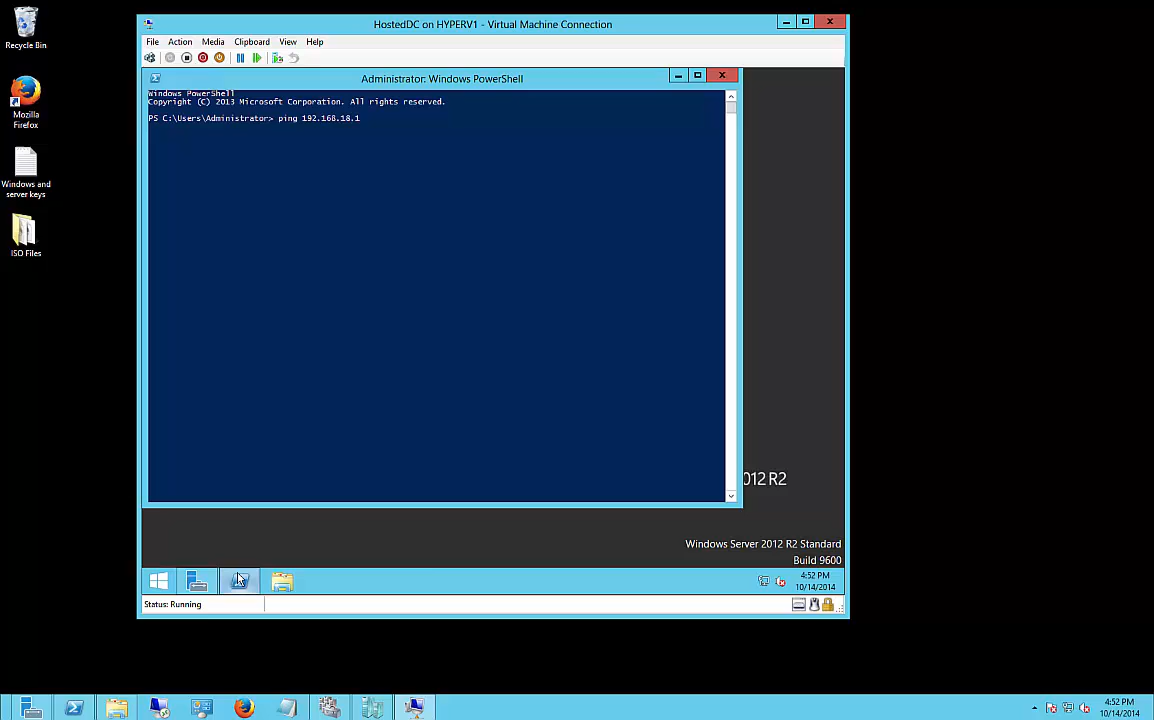 Recycle Bin
Mozilla
Firefox
Windows and
server keys
ISO Files
HostedDC on HYPERV1 - Virtual Machine Connection
File Action Media Clipboard View Help
Administrator: Windows PowerShell
Windows PowerShell
Copyright (C) 2013 Microsoft Corporation. All rights reserved.
PS C:\Users\Administrator> ping 192.168.18.1
012 R2
Windows Server 2012 R2 Standard
Build 9600
4:52 PM
10/14/2014
Status: Running
4:52 PM
10/14/2014